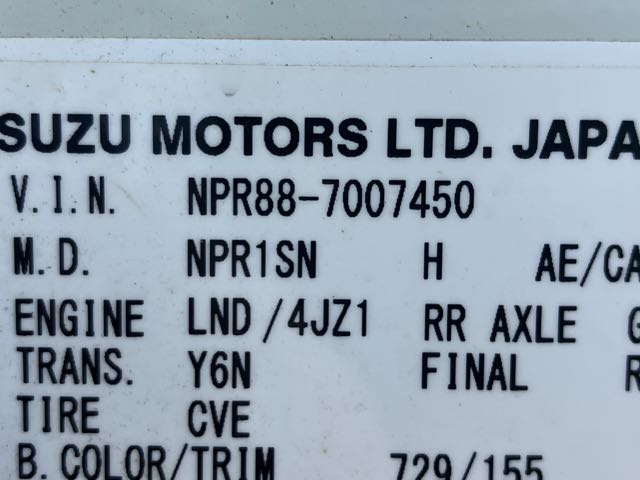 SUZU MOTORS LTD. JAPA
V.I.N. NPR88-7007450
M.D. NPR1SN H AE/CA
ENGINE LND/4JZ1 RR AXLE G
TRANS. Y6N FINAL R
TIRE CVE
B.COLOR/TRIM 729/155